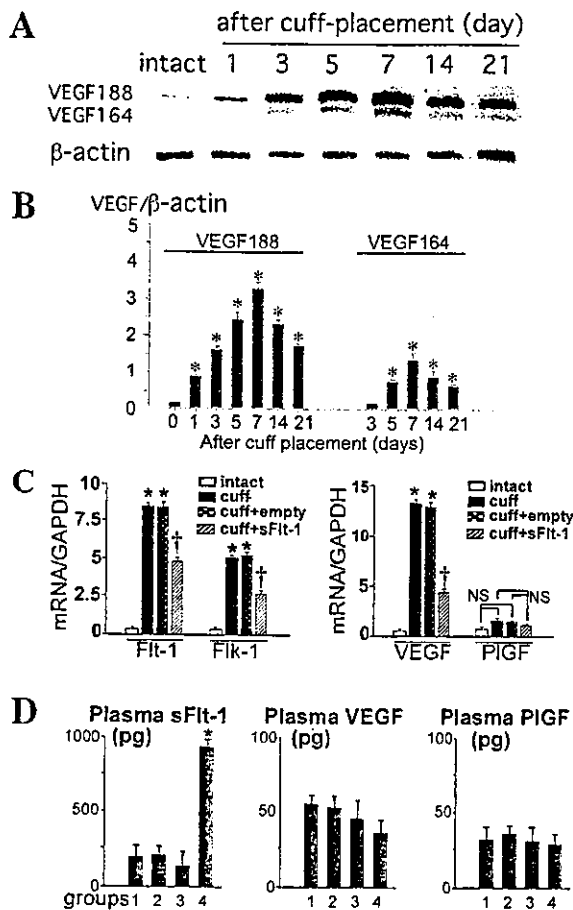 A
after cuff-placement (day)
intact 1 3 5 7 14 21
VEGF188
VEGF164
β-actin
B
VEGF/β-actin
5
4
3
2
1
0
VEGF188 VEGF164
* * * * * * * * * *
0 1 3 5 7 14 21 3 5 7 14 21
After cuff placement (days)
C
mRNA/GAPDH
10
7.5
5
2.5
0
intact
cuff
cuff+empty
cuff+sFlt-1
* * † * * †
Flt-1 Flk-1
mRNA/GAPDH
15
10
5
0
intact
cuff
cuff+empty
cuff+sFlt-1
* * †
NS NS
VEGF PlGF
D
Plasma sFlt-1
(pg)
1000
500
0
*
groups 1 2 3 4
Plasma VEGF
(pg)
100
50
0
1 2 3 4
Plasma PlGF
(pg)
100
50
0
1 2 3 4